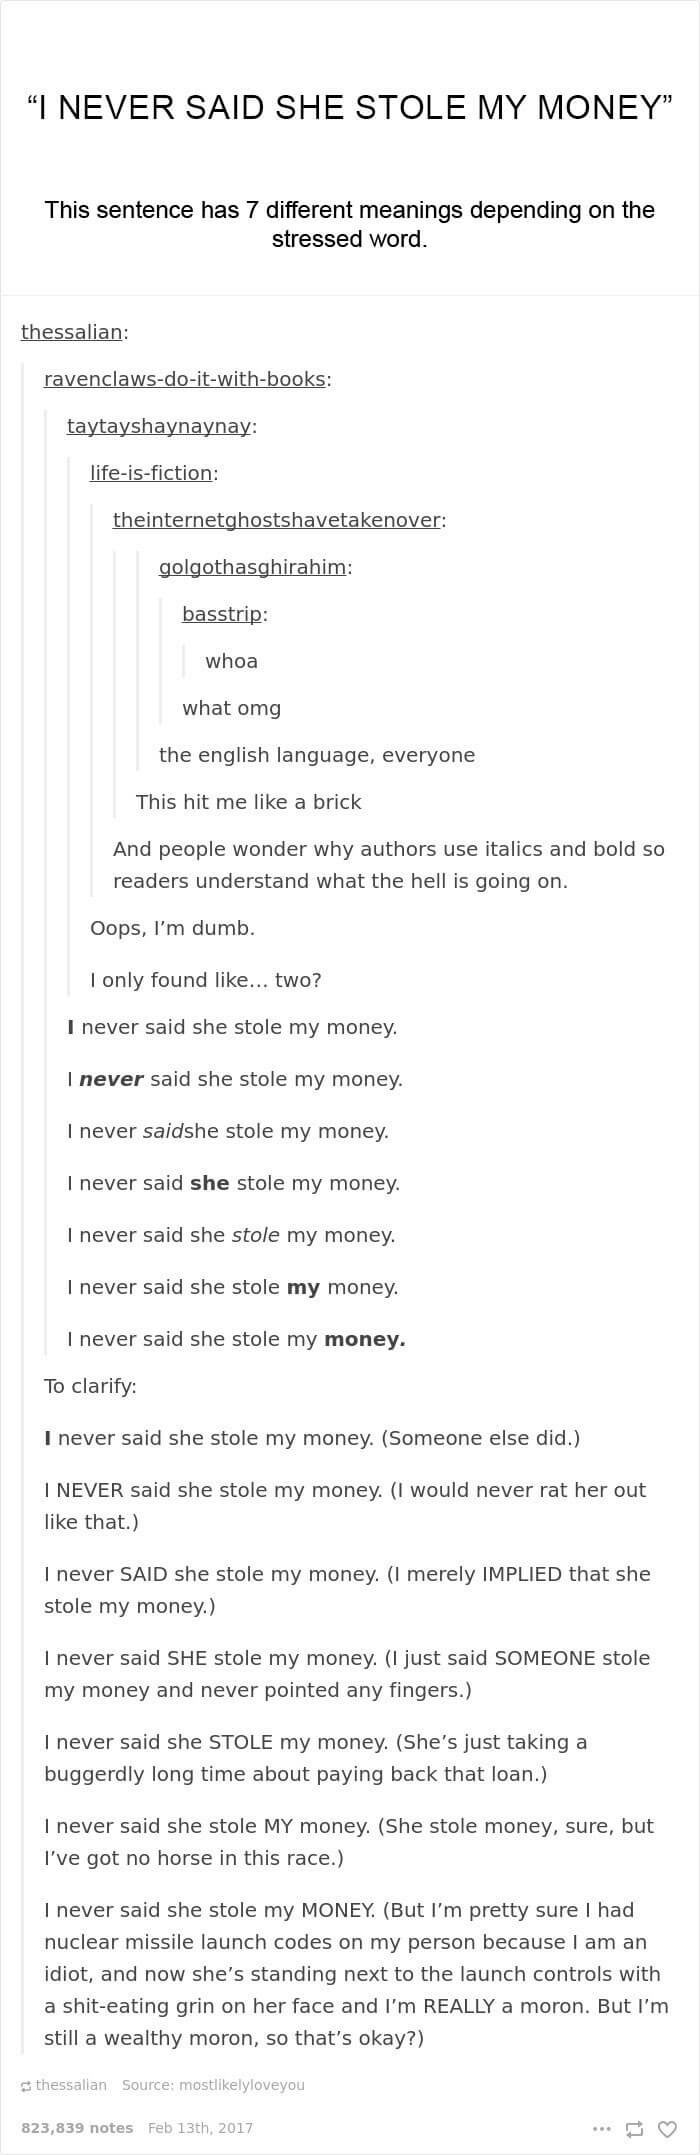 “I NEVER SAID SHE STOLE MY MONEY”
This sentence has 7 different meanings depending on the
stressed word.
thessalian:
ravenclaws-do-it-with-books:
taytayshaynaynay:
life-is-fiction:
theinternetghostshavetakenover:
golgothasghirahim:
basstrip:
whoa
what omg
the english language, everyone
This hit me like a brick
And people wonder why authors use italics and bold so
readers understand what the hell is going on.
Oops, I’m dumb.
I only found like… two?
I never said she stole my money.
I never said she stole my money.
I never saidshe stole my money.
I never said she stole my money.
I never said she stole my money.
I never said she stole my money.
I never said she stole my money.
To clarify:
I never said she stole my money. (Someone else did.)
I NEVER said she stole my money. (I would never rat her out
like that.)
I never SAID she stole my money. (I merely IMPLIED that she
stole my money.)
I never said SHE stole my money. (I just said SOMEONE stole
my money and never pointed any fingers.)
I never said she STOLE my money. (She’s just taking a
buggerdly long time about paying back that loan.)
I never said she stole MY money. (She stole money, sure, but
I’ve got no horse in this race.)
I never said she stole my MONEY. (But I’m pretty sure I had
nuclear missile launch codes on my person because I am an
idiot, and now she’s standing next to the launch controls with
a shit-eating grin on her face and I’m REALLY a moron. But I’m
still a wealthy moron, so that’s okay?)
thessalian Source: mostlikelyloveyou
823,839 notes Feb 13th, 2017